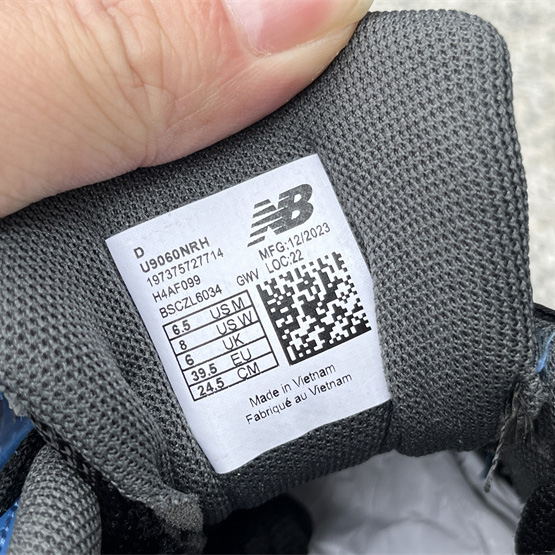 NB
D
U9060NRH
197375727714
H4AF099
BSCZL6034 GWV
MFG:12/2023
LOC:22
6.5 US M
8 US W
6 UK
39.5 EU
24.5 CM
Made in Vietnam
Fabriqué au Vietnam